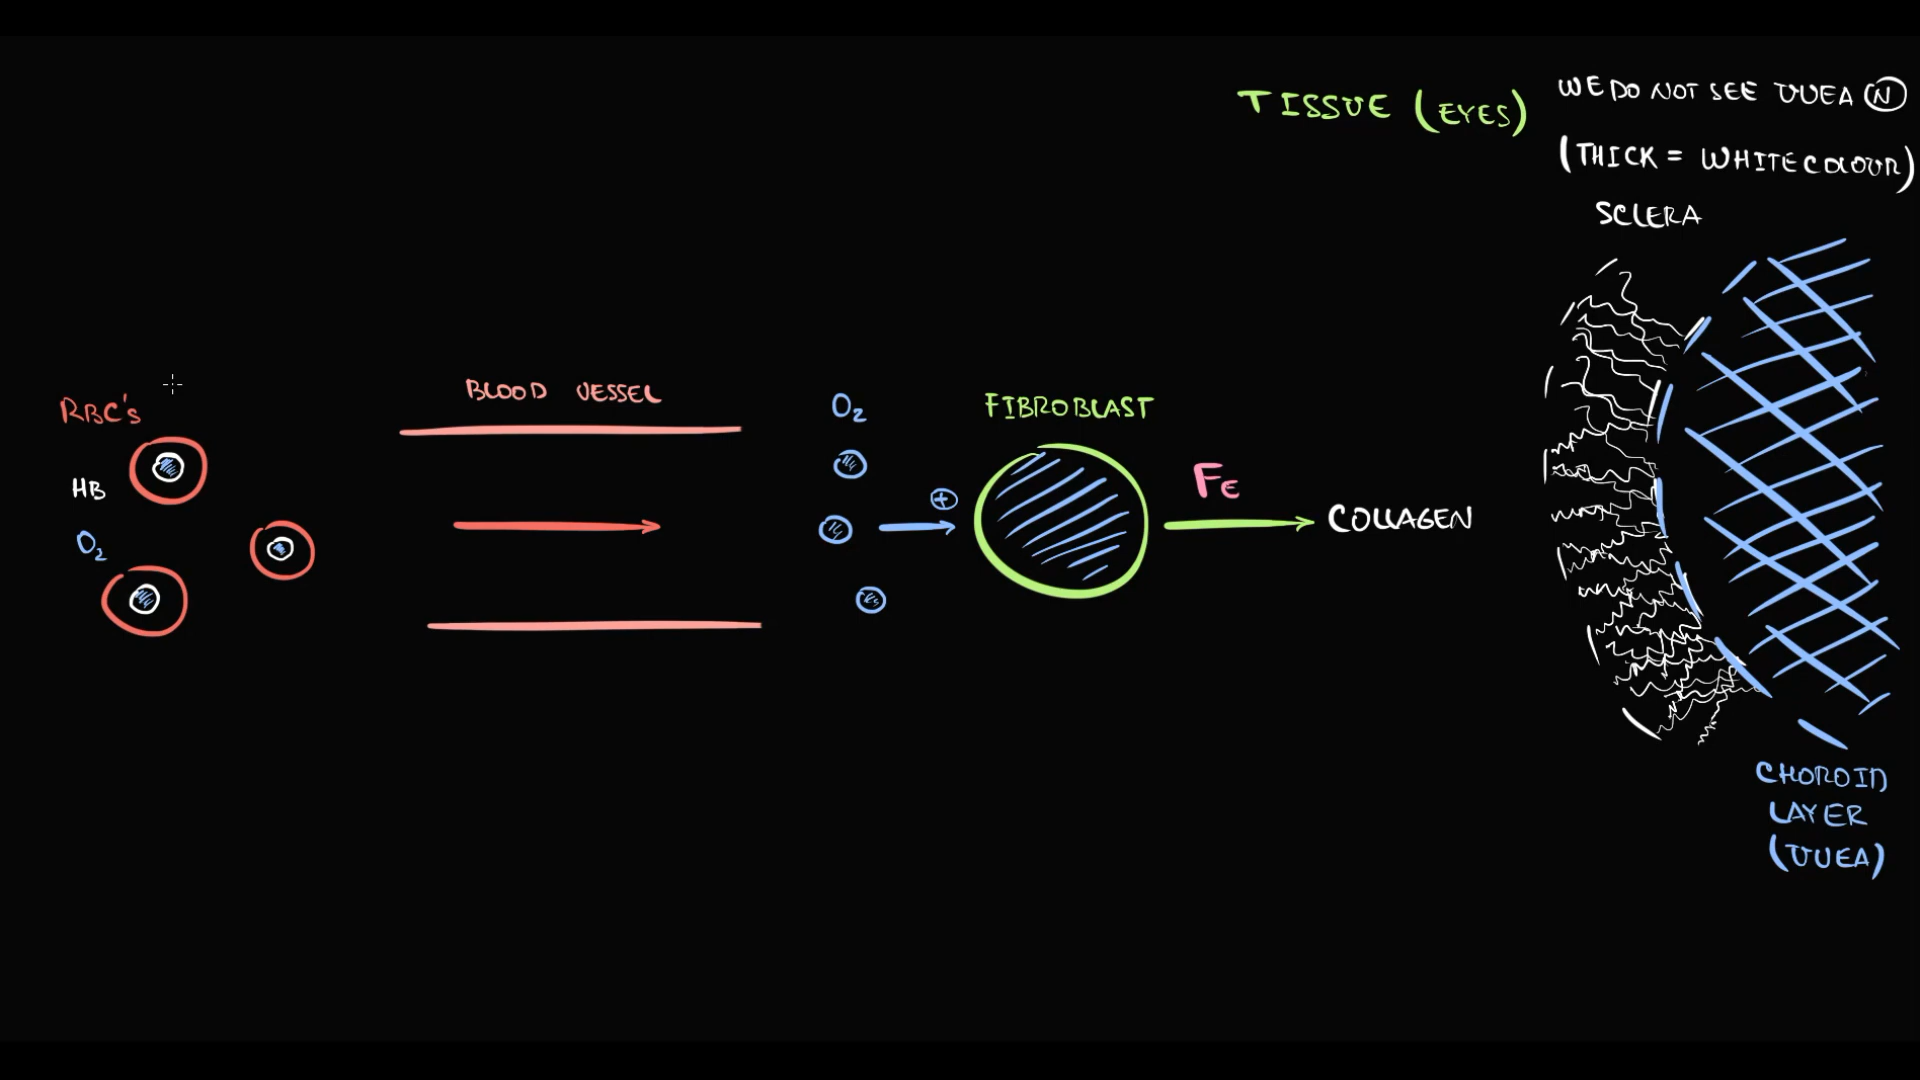 TISSUE (EYES)
WE DO NOT SEE UVEA N
(THICK = WHITE COLOUR)
SCLERA
RBC's
HB
O2
BLOOD VESSEL
O2
+
FIBROBLAST
Fe
COLLAGEN
CHOROID
LAYER
(UVEA)